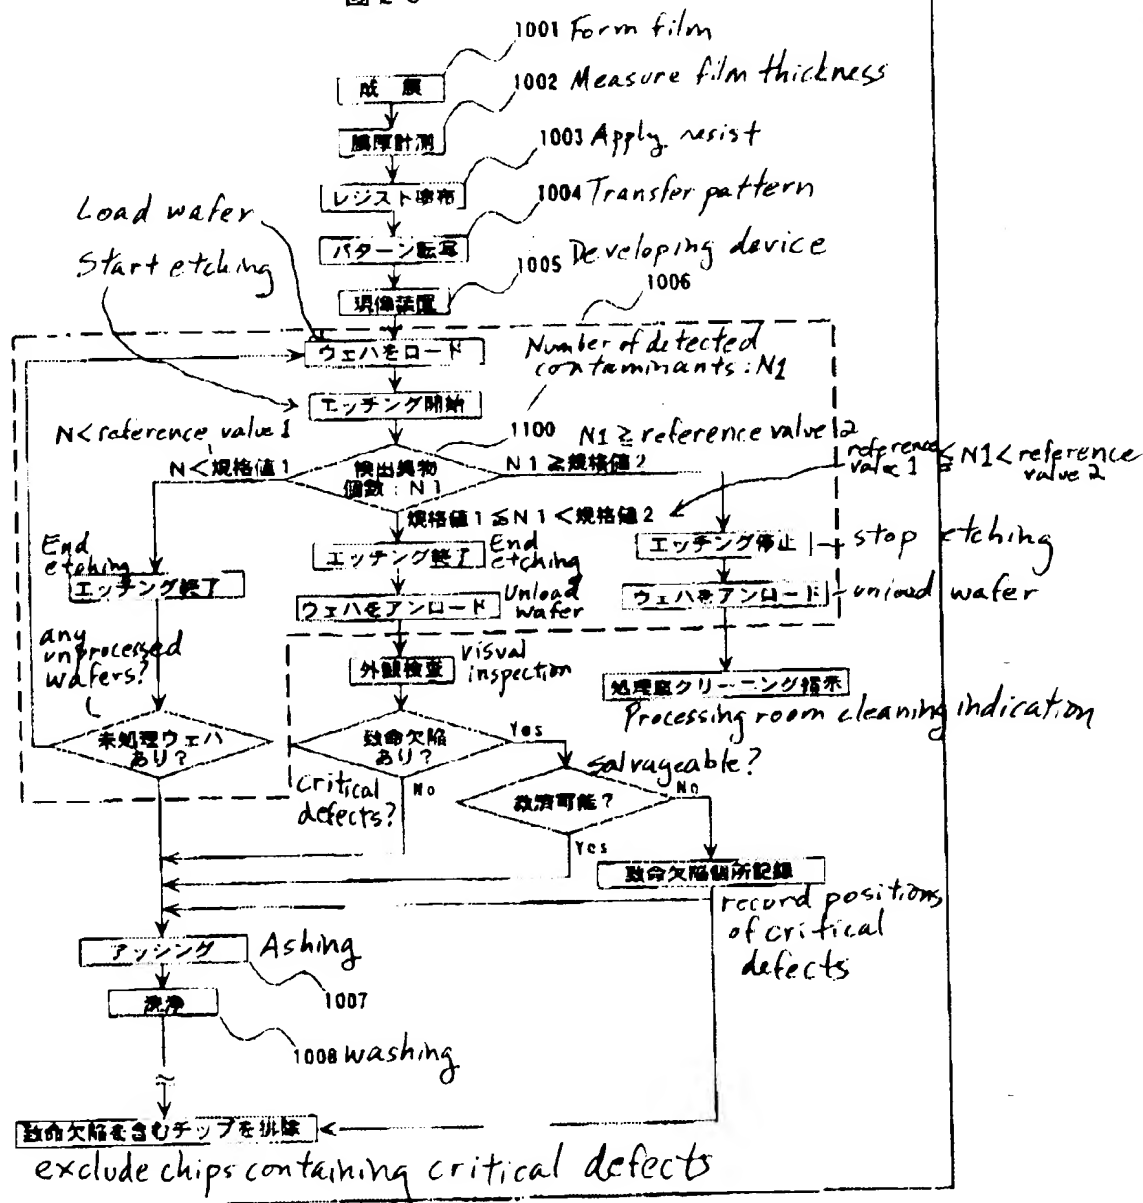 1001 Form film
成膜
1002 Measure film thickness
膜厚計測
1003 Apply resist
レジスト塗布
1004 Transfer pattern
Load wafer
パターン転写
Start etching
1005 Developing device
現像装置
1006
ウェハをロード
Number of detected
contaminants : N1
エッチング開始
N < reference value 1
1100
N1 ≧ reference value 2
N<規格値1
検出異物
個数:N1
N1≧規格値2
reference
value 1 ≦ N1 < reference
value 2
規格値1≦N1<規格値2
End
etching
エッチング終了
エッチング終了
End
etching
エッチング停止
stop etching
ウェハをアンロード
Unload
wafer
ウェハをアンロード
unload wafer
any
unprocessed
wafers?
外観検査
visual
inspection
処理室クリーニング指示
Processing room cleaning indication
未処理ウェハ
あり?
致命欠陥
あり?
Yes
critical
defects?
No
salvageable?
救済可能?
No
Yes
致命欠陥個所記録
record positions
of critical
defects
アッシング
Ashing
1007
洗浄
1008 washing
致命欠陥を含むチップを排除
exclude chips containing critical defects